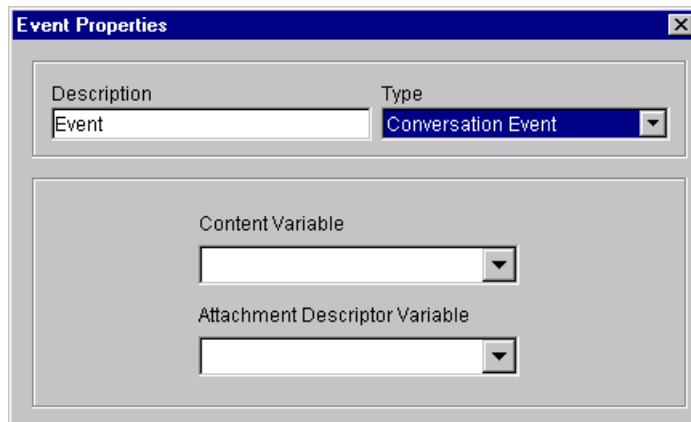 Event Properties
Description Type
Event Conversation Event
Content Variable
Attachment Descriptor Variable